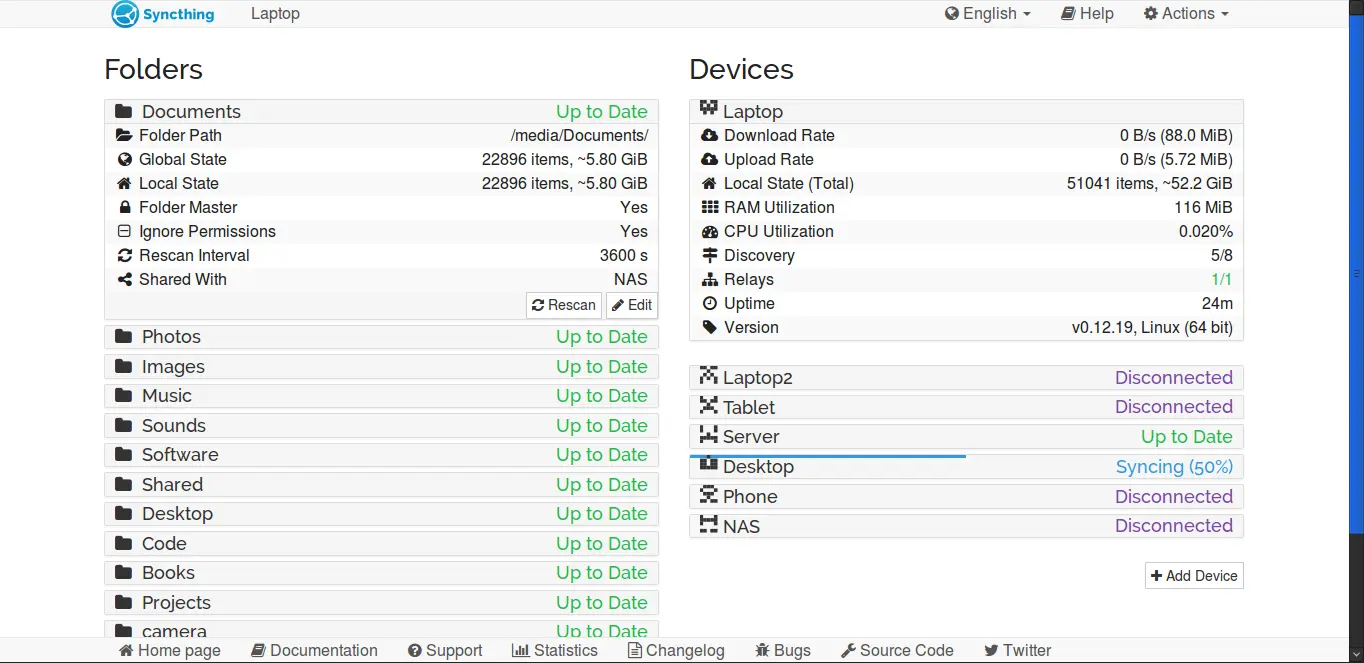 Syncthing Laptop English Help Actions
Folders
Documents Up to Date
Folder Path /media/Documents/
Global State 22896 items, ~5.80 GiB
Local State 22896 items, ~5.80 GiB
Folder Master Yes
Ignore Permissions Yes
Rescan Interval 3600 s
Shared With NAS
Rescan Edit
Photos Up to Date
Images Up to Date
Music Up to Date
Sounds Up to Date
Software Up to Date
Shared Up to Date
Desktop Up to Date
Code Up to Date
Books Up to Date
Projects Up to Date
camera Up to Date
Devices
Laptop
Download Rate 0 B/s (88.0 MiB)
Upload Rate 0 B/s (5.72 MiB)
Local State (Total) 51041 items, ~52.2 GiB
RAM Utilization 116 MiB
CPU Utilization 0.020%
Discovery 5/8
Relays 1/1
Uptime 24m
Version v0.12.19, Linux (64 bit)
Laptop2 Disconnected
Tablet Disconnected
Server Up to Date
Desktop Syncing (50%)
Phone Disconnected
NAS Disconnected
Add Device
Home page Documentation Support Statistics Changelog Bugs Source Code Twitter